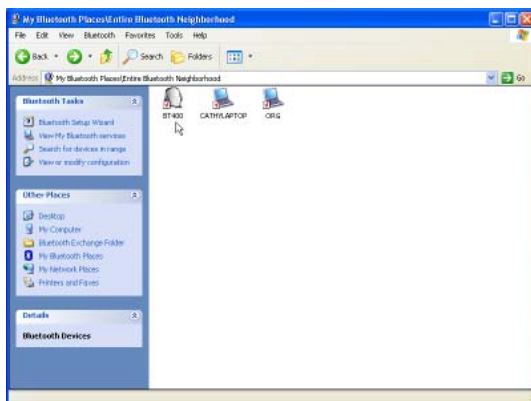 My Bluetooth Places\Entire Bluetooth Neighborhood
File Edit View Bluetooth Favorites Tools Help
Back Search Folders
Address My Bluetooth Places\Entire Bluetooth Neighborhood Go
Bluetooth Tasks
Bluetooth Setup Wizard
View My Bluetooth services
Search for devices in range
View or modify configuration
Other Places
Desktop
My Computer
Bluetooth Exchange Folder
My Bluetooth Places
My Network Places
Printers and Faxes
Details
Bluetooth Devices
BT400 CATHYLAPTOP ORG